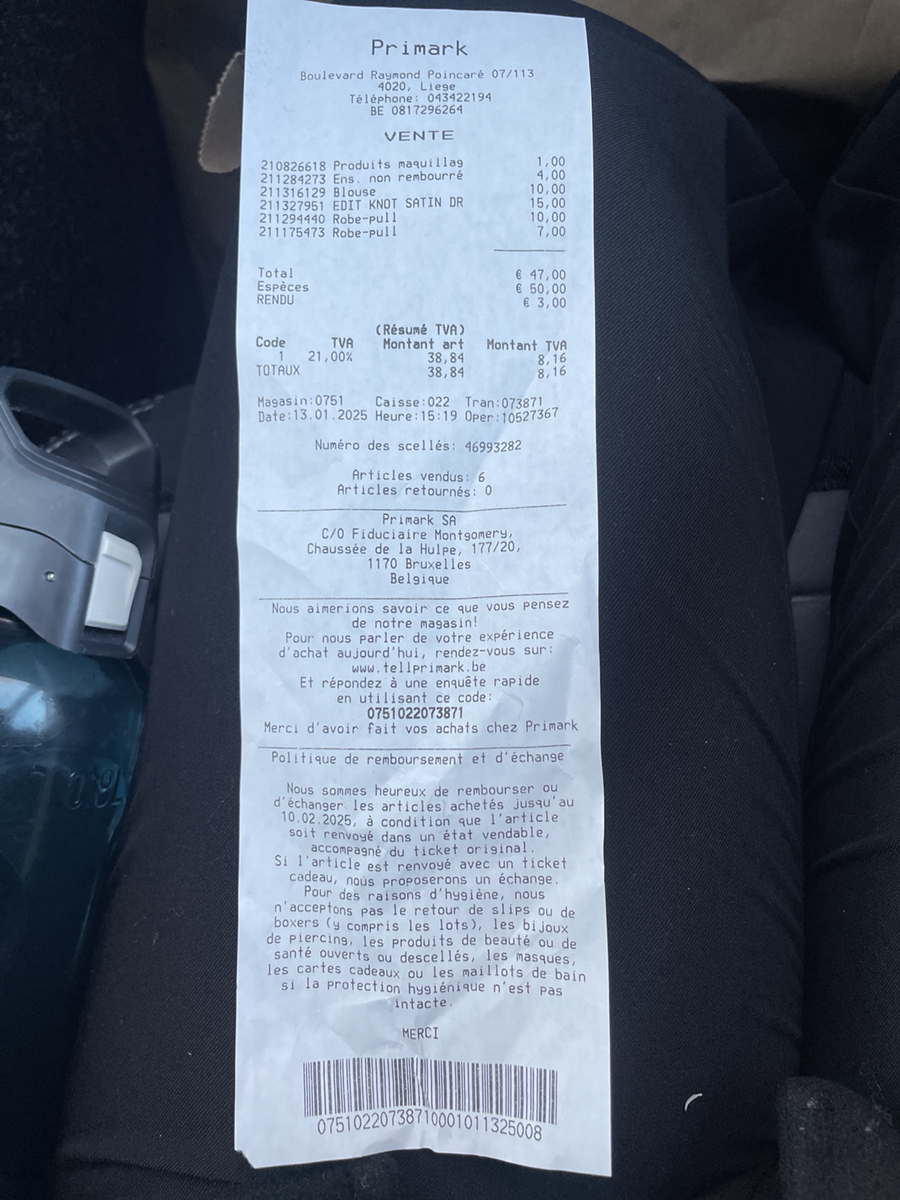 Primark
Boulevard Raymond Poincaré 07/113
4020, Liege
Téléphone: 043422194
BE 0817296264
VENTE
210826618 Produits maquillag 1,00
211284273 Ens. non rembourré 4,00
211316129 Blouse 10,00
211327951 EDIT KNOT SATIN DR 15,00
211294440 Robe-pull 10,00
211175473 Robe-pull 7,00
Total € 47,00
Espèces € 50,00
RENDU € 3,00
(Résumé TVA)
Code TVA Montant art Montant TVA
1 21,00% 38,84 8,16
TOTAUX 38,84 8,16
Magasin:0751 Caisse:022 Tran:073871
Date:13.01.2025 Heure:15:19 Oper:10527367
Numéro des scellés: 46993282
Articles vendus: 6
Articles retournés: 0
Primark SA
C/O Fiduciaire Montgomery,
Chaussée de la Hulpe, 177/20,
1170 Bruxelles
Belgique
Nous aimerions savoir ce que vous pensez
de notre magasin!
Pour nous parler de votre expérience
d'achat aujourd'hui, rendez-vous sur:
www.tellprimark.be
Et répondez à une enquête rapide
en utilisant ce code:
0751022073871
Merci d'avoir fait vos achats chez Primark
Politique de remboursement et d'échange
Nous sommes heureux de rembourser ou
d'échanger les articles achetés jusqu'au
10.02.2025, à condition que l'article
soit renvoyé dans un état vendable,
accompagné du ticket original.
Si l'article est renvoyé avec un ticket
cadeau, nous proposerons un échange.
Pour des raisons d'hygiène, nous
n'acceptons pas le retour de slips ou de
boxers (y compris les lots), les bijoux
de piercing, les produits de beauté ou de
santé ouverts ou descellés, les masques,
les cartes cadeaux ou les maillots de bain
si la protection hygiénique n'est pas
intacte.
MERCI
0751022073871000101132500​8